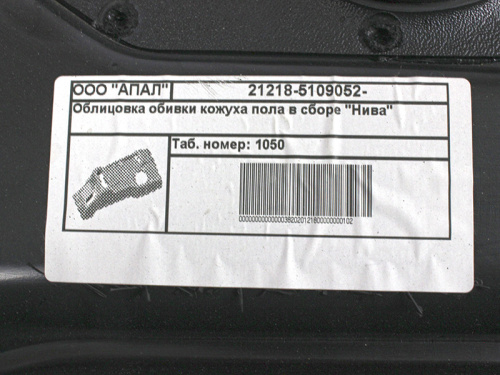 ООО "АПАЛ" 21218-5109052-
Облицовка обивки кожуха пола в сборе "Нива"
Таб. номер: 1050